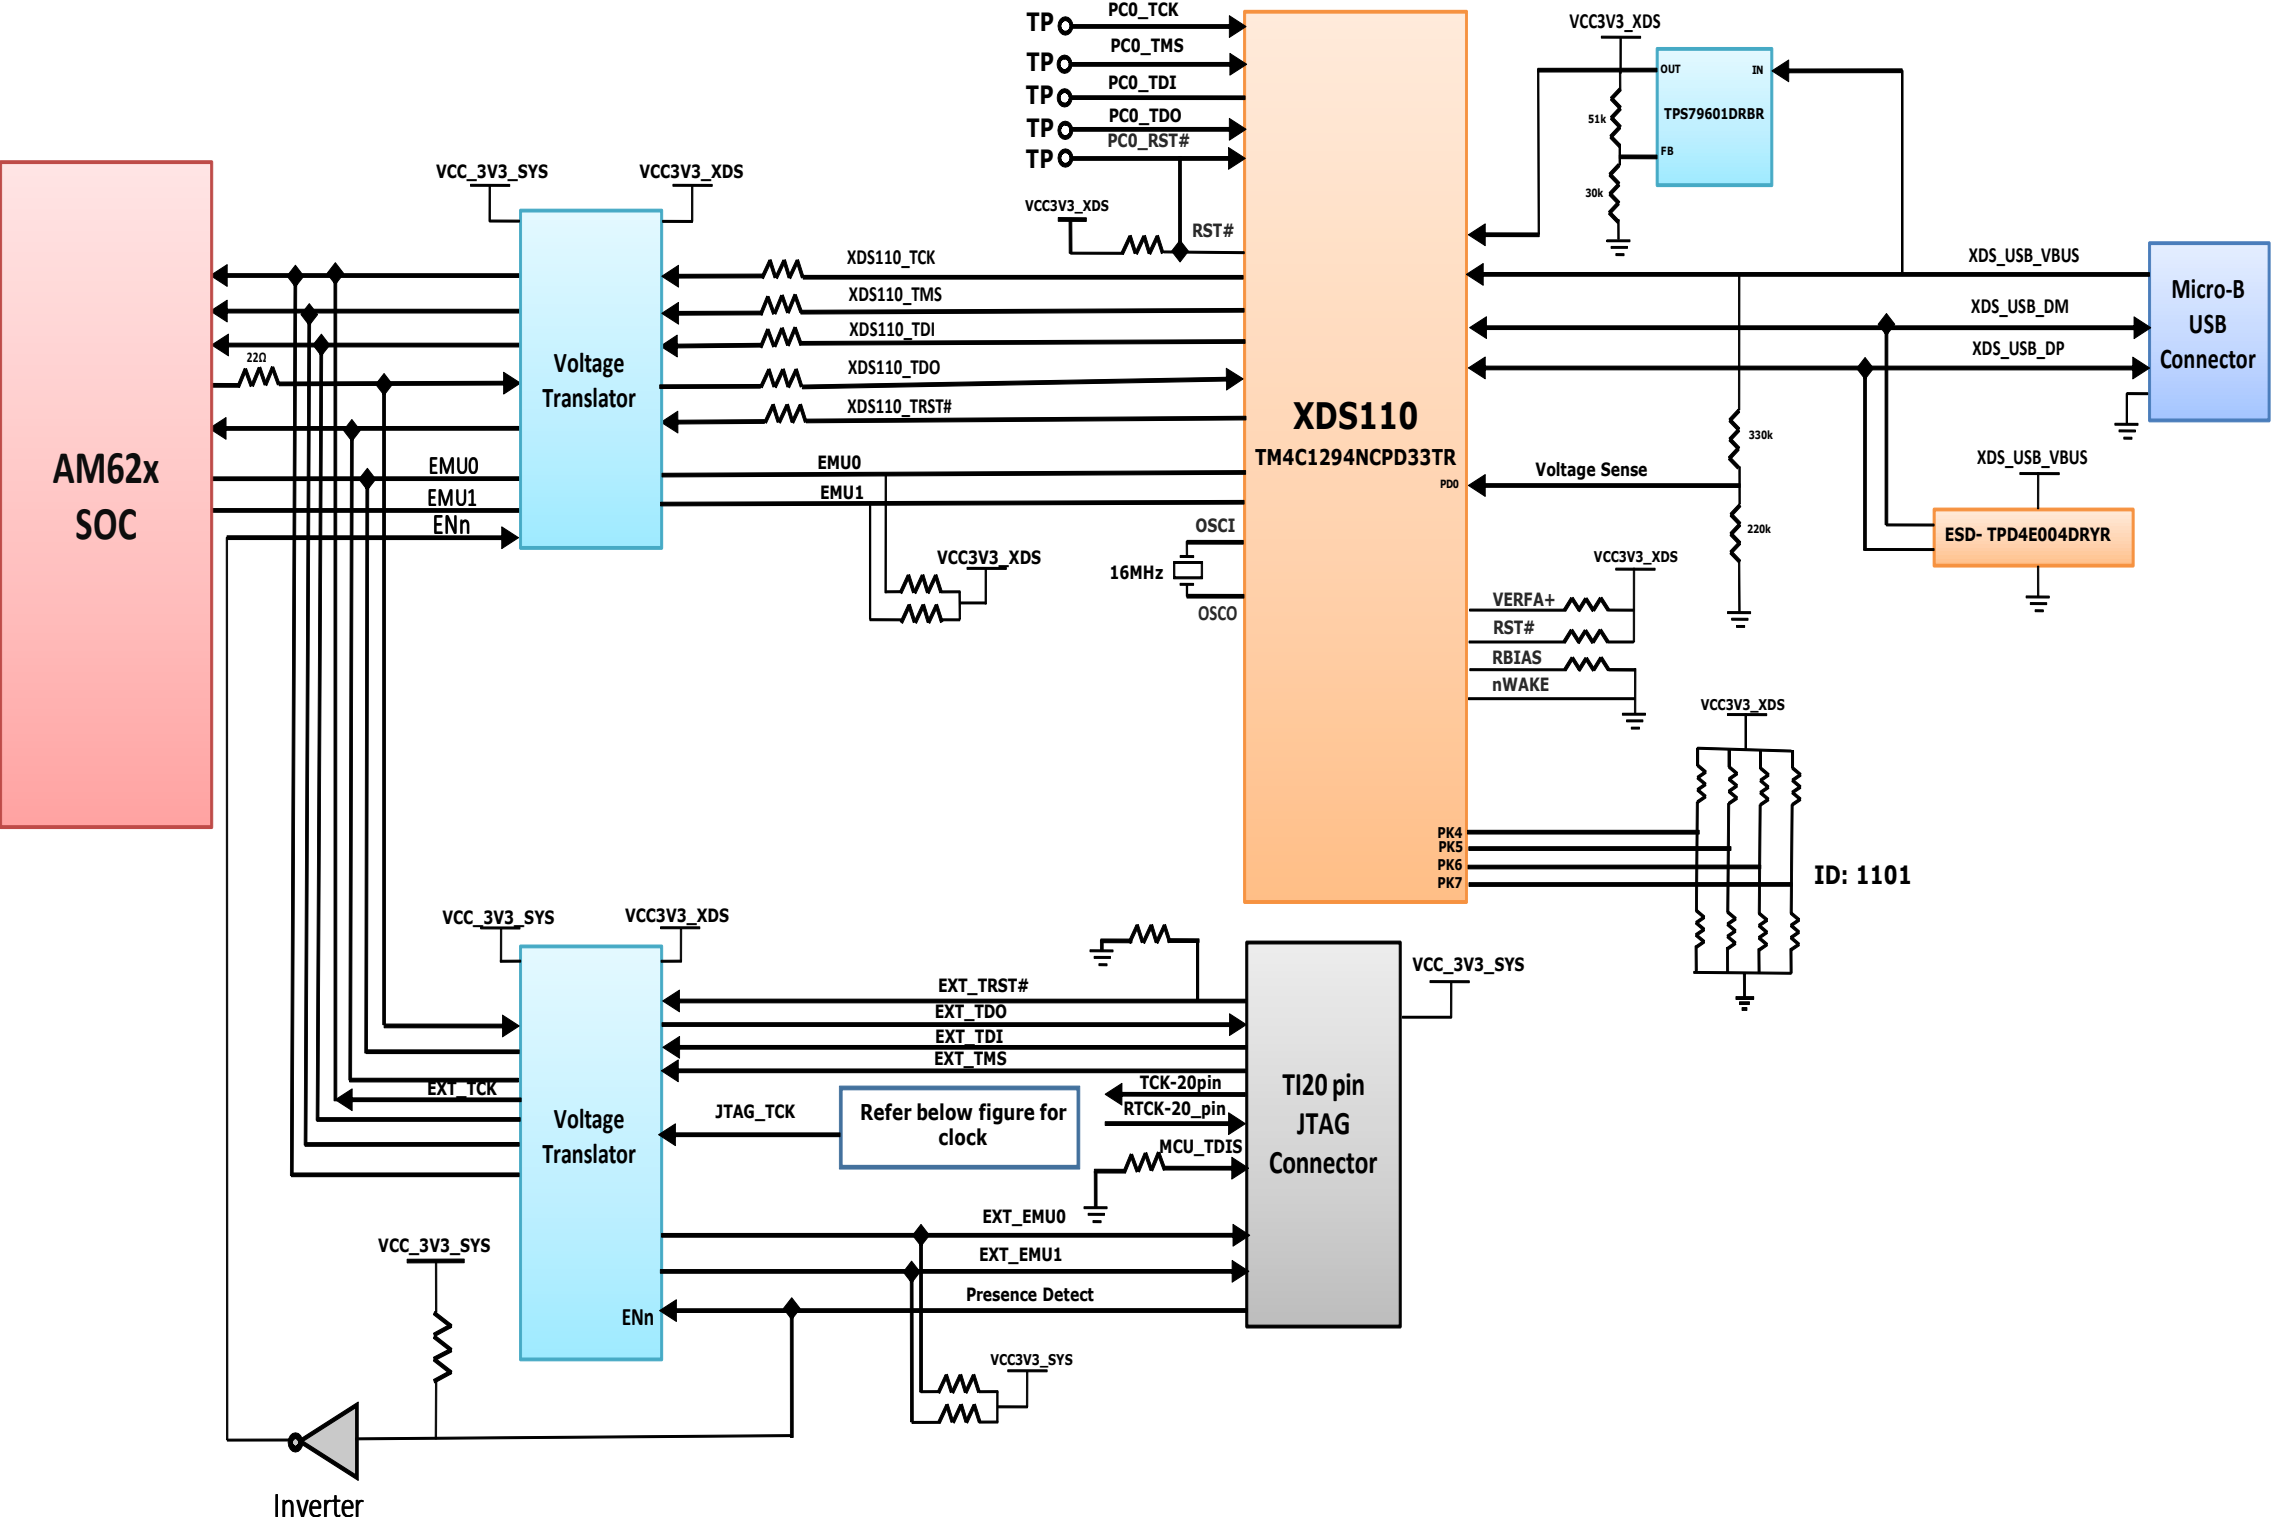 TP
PC0_TCK
TP
PC0_TMS
TP
PC0_TDI
TP
PC0_TDO
TP
PC0_RST#
VCC3V3_XDS
RST#
VCC3V3_XDS
OUT
IN
TPS79601DRBR
FB
51k
30k
AM62x
SOC
VCC_3V3_SYS
VCC3V3_XDS
Voltage
Translator
22Ω
EMU0
EMU1
ENn
XDS110_TCK
XDS110_TMS
XDS110_TDI
XDS110_TDO
XDS110_TRST#
EMU0
EMU1
VCC3V3_XDS
OSCI
16MHz
OSCO
XDS110
TM4C1294NCPD33TR
PD0
Voltage Sense
330k
220k
XDS_USB_VBUS
XDS_USB_DM
XDS_USB_DP
Micro-B
USB
Connector
XDS_USB_VBUS
ESD- TPD4E004DRYR
VCC3V3_XDS
VERFA+
RST#
RBIAS
nWAKE
VCC3V3_XDS
PK4
PK5
PK6
PK7
ID: 1101
VCC_3V3_SYS
VCC3V3_XDS
Voltage
Translator
ENn
EXT_TCK
EXT_TRST#
EXT_TDO
EXT_TDI
EXT_TMS
TCK-20pin
RTCK-20_pin
MCU_TDIS
JTAG_TCK
Refer below figure for
clock
EXT_EMU0
EXT_EMU1
Presence Detect
TI20 pin
JTAG
Connector
VCC_3V3_SYS
VCC3V3_SYS
VCC_3V3_SYS
Inverter